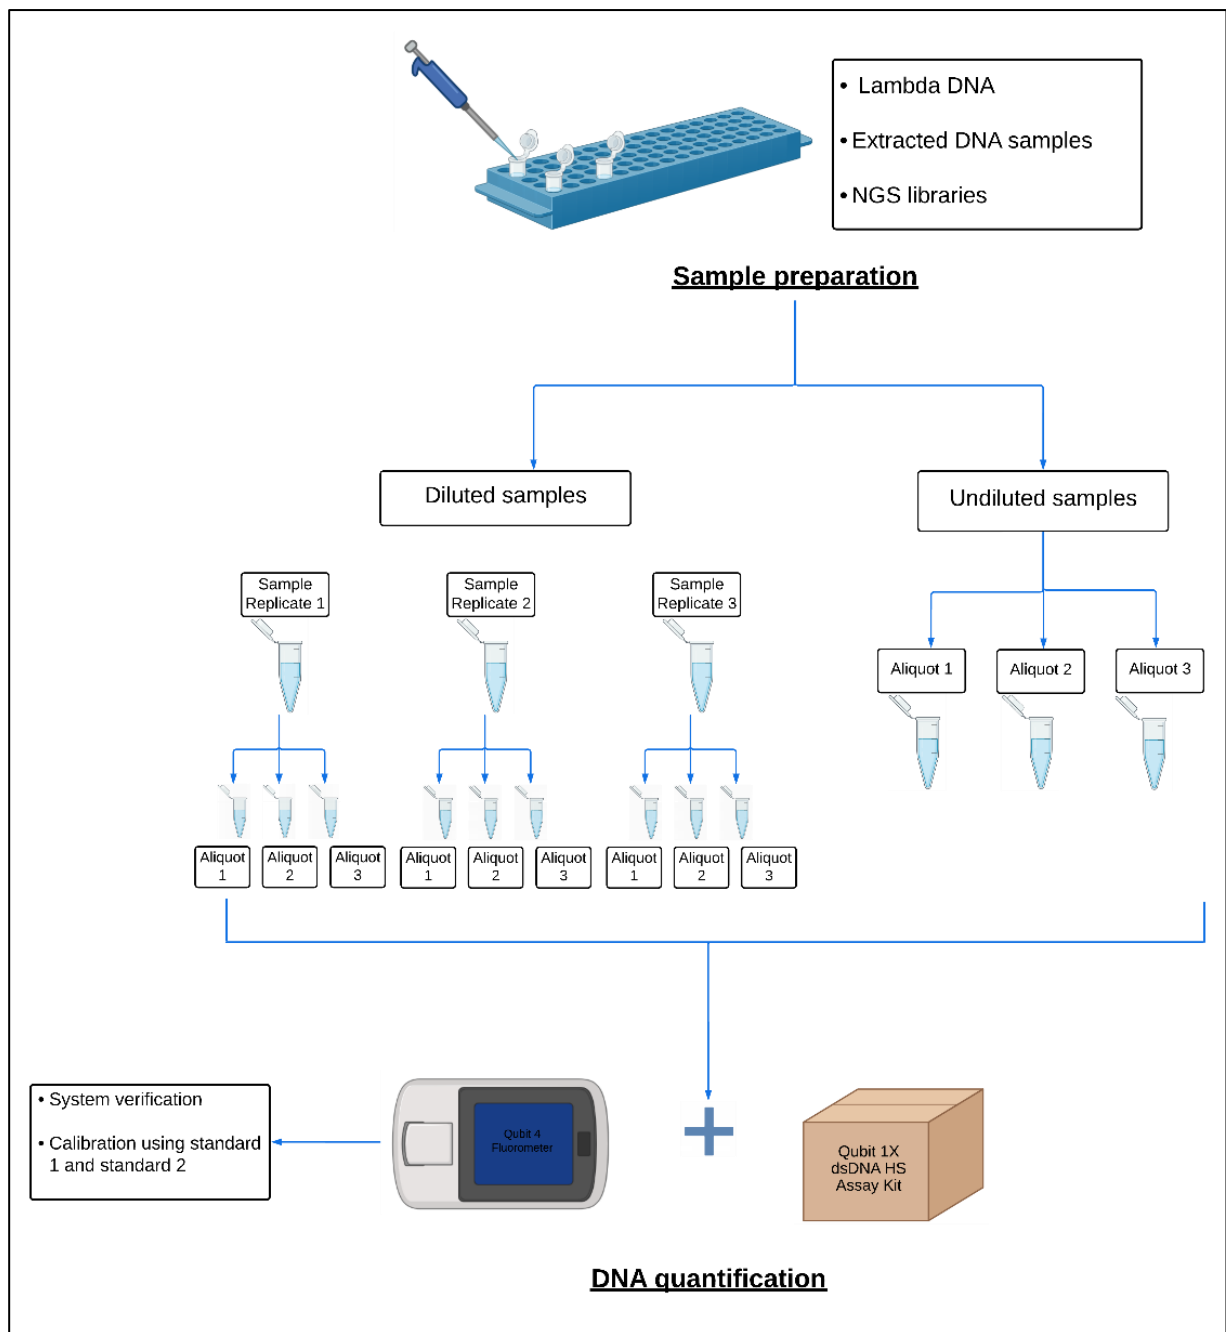 • Lambda DNA
• Extracted DNA samples
• NGS libraries
Sample preparation
Diluted samples
Undiluted samples
Sample
Replicate 1
Sample
Replicate 2
Sample
Replicate 3
Aliquot 1
Aliquot 2
Aliquot 3
Aliquot
1
Aliquot
2
Aliquot
3
Aliquot
1
Aliquot
2
Aliquot
3
Aliquot
1
Aliquot
2
Aliquot
3
• System verification
• Calibration using standard
1 and standard 2
Qubit 4
Fluorometer
Qubit 1X
dsDNA HS
Assay Kit
DNA quantification